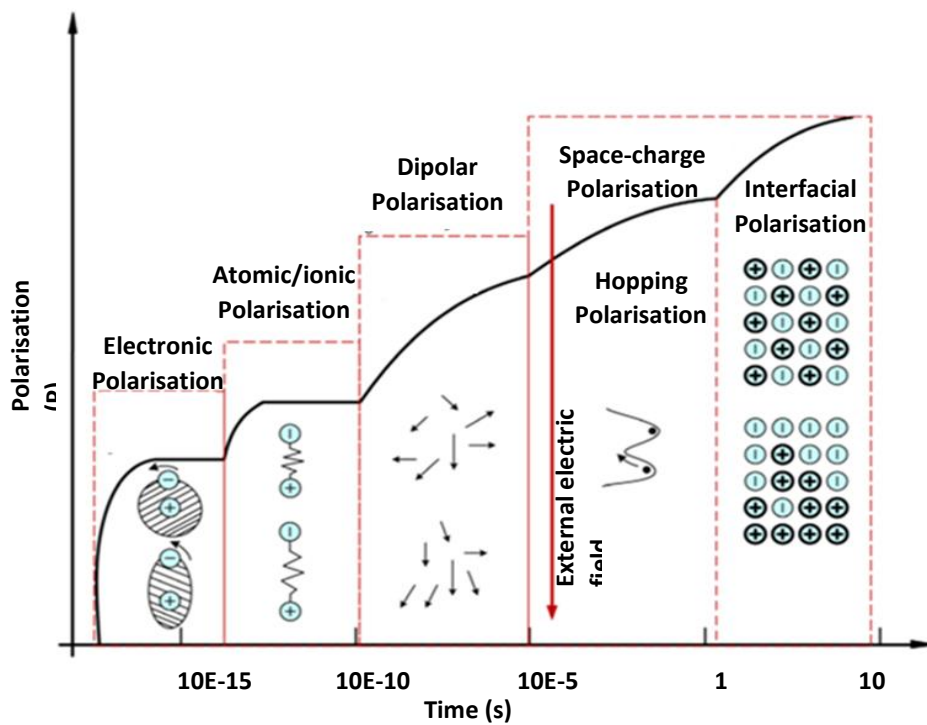 Polarisation
Electronic
Polarisation
Atomic/ionic
Polarisation
Dipolar
Polarisation
Space-charge
Polarisation
Hopping
Polarisation
Interfacial
Polarisation
External electric
field
10E-15
10E-10
10E-5
1
10
Time (s)